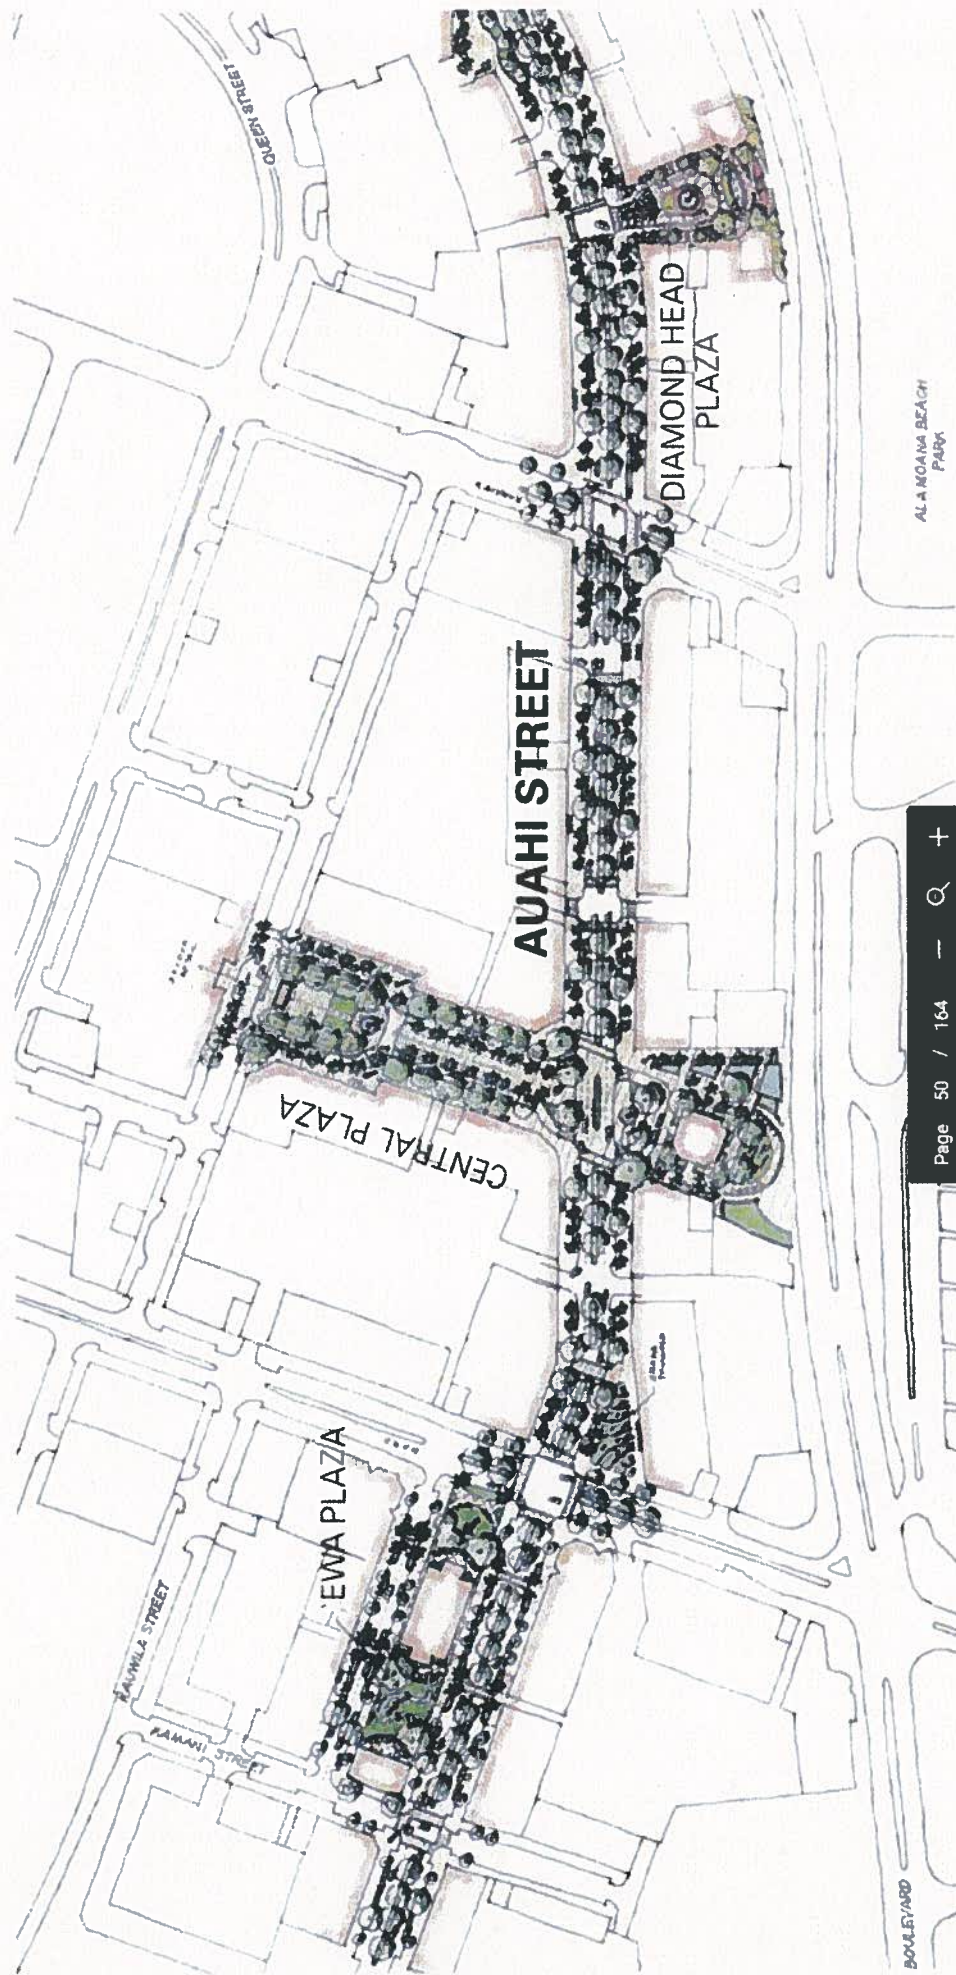 QUEEN STREET
DIAMOND HEAD
PLAZA
ALA MOANA BEACH
PARK
AUAHI STREET
CENTRAL PLAZA
'EWA PLAZA
KAMANI STREET
BOULEVARD
Page 50 / 164 — +